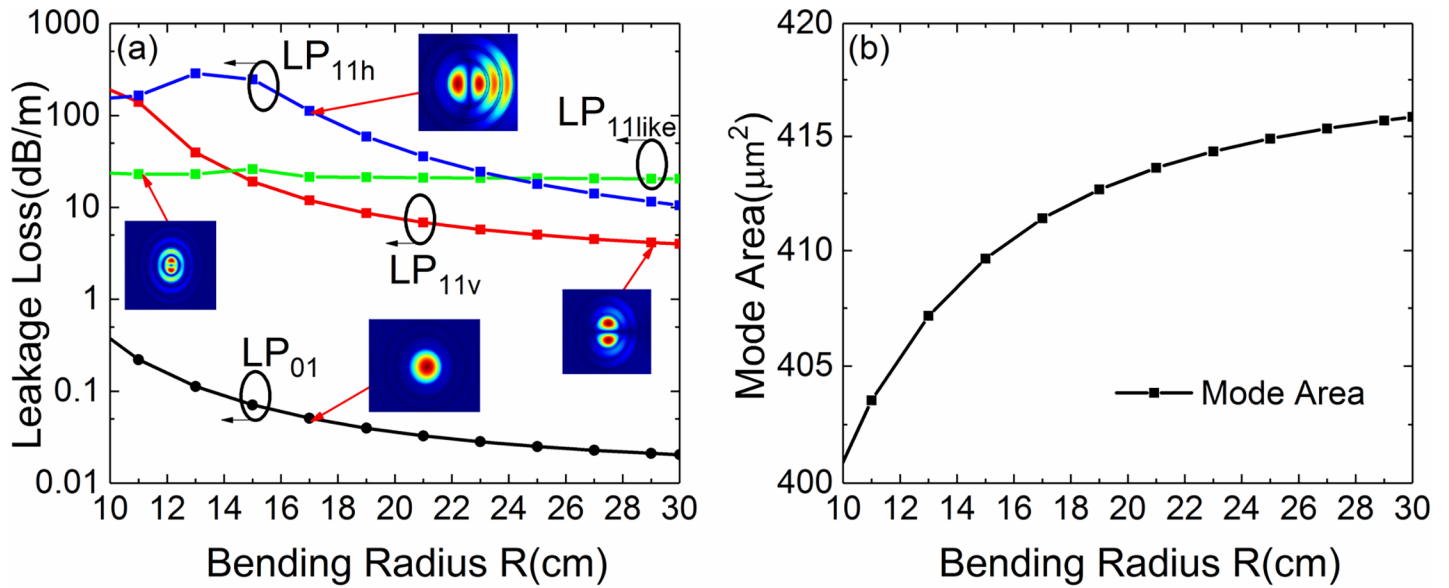 (a)
Leakage Loss(dB/m)
1000
100
10
1
0.1
0.01
LP11h
LP11like
LP11v
LP01
10 12 14 16 18 20 22 24 26 28 30
Bending Radius R(cm)
(b)
Mode Area(μm²)
420
415
410
405
400
Mode Area
10 12 14 16 18 20 22 24 26 28 30
Bending Radius R(cm)